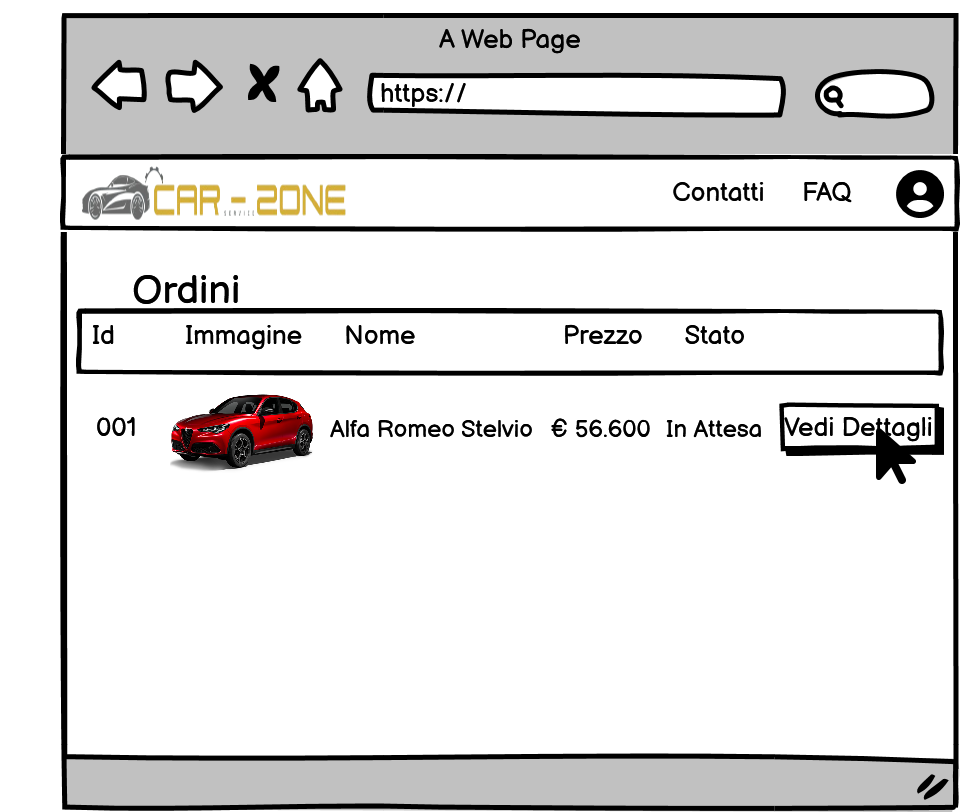 A Web Page
https://
CAR - ZONE
SERVICE
Contatti FAQ
Ordini
Id Immagine Nome Prezzo Stato
001 Alfa Romeo Stelvio € 56.600 In Attesa Vedi Dettagli